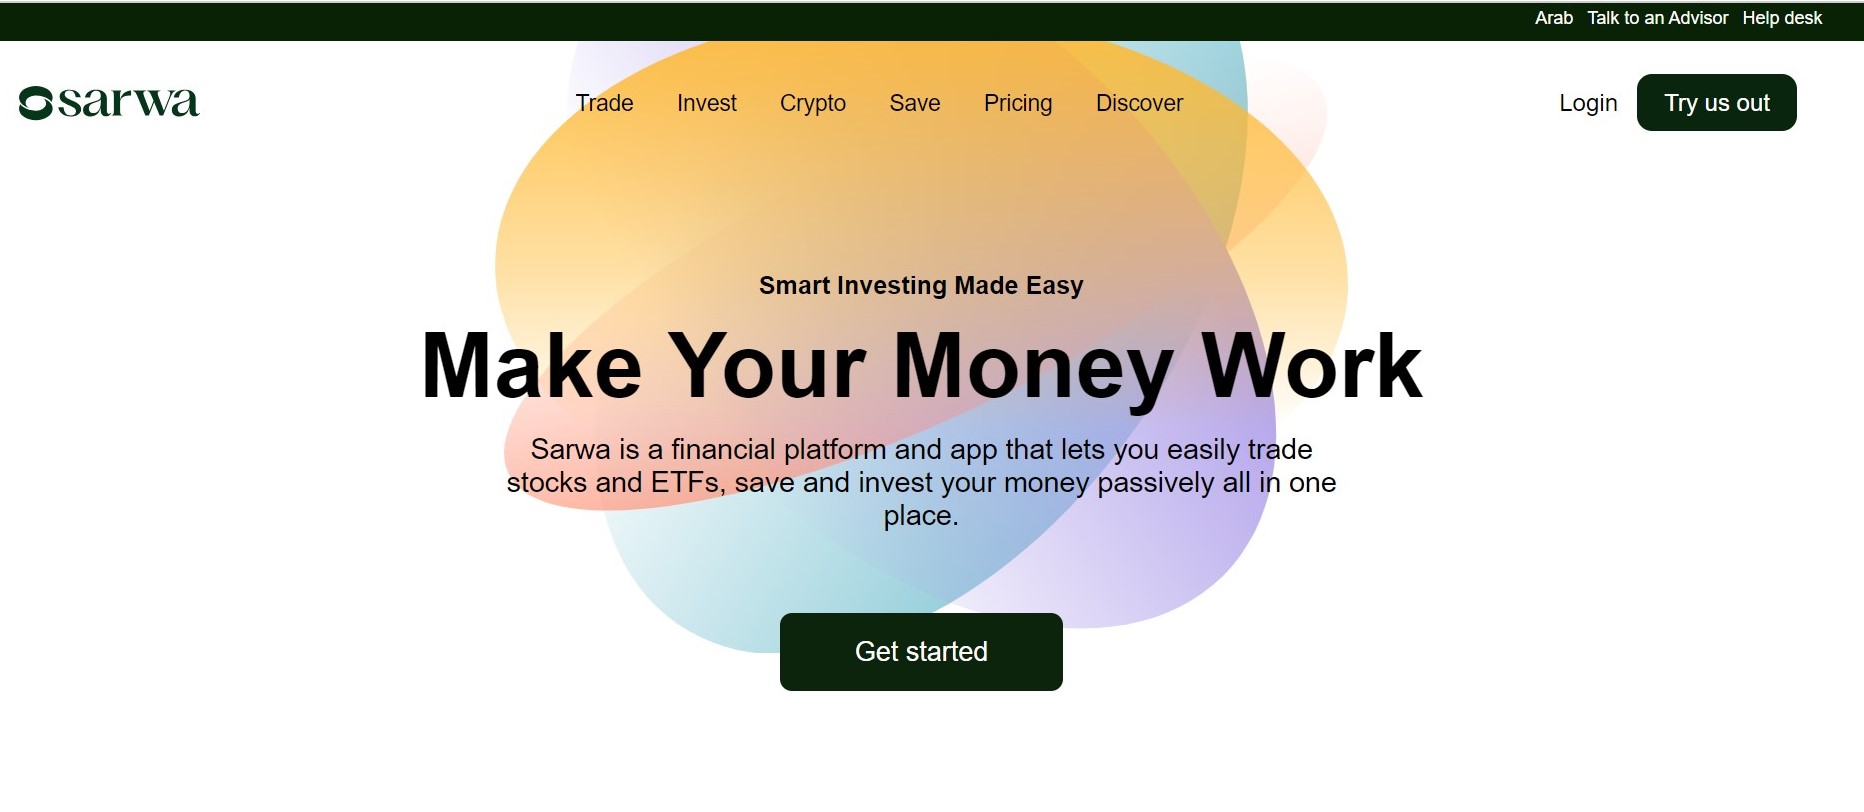 Arab Talk to an Advisor Help desk
sarwa Trade Invest Crypto Save Pricing Discover Login Try us out
Smart Investing Made Easy
Make Your Money Work
Sarwa is a financial platform and app that lets you easily trade
stocks and ETFs, save and invest your money passively all in one
place.
Get started